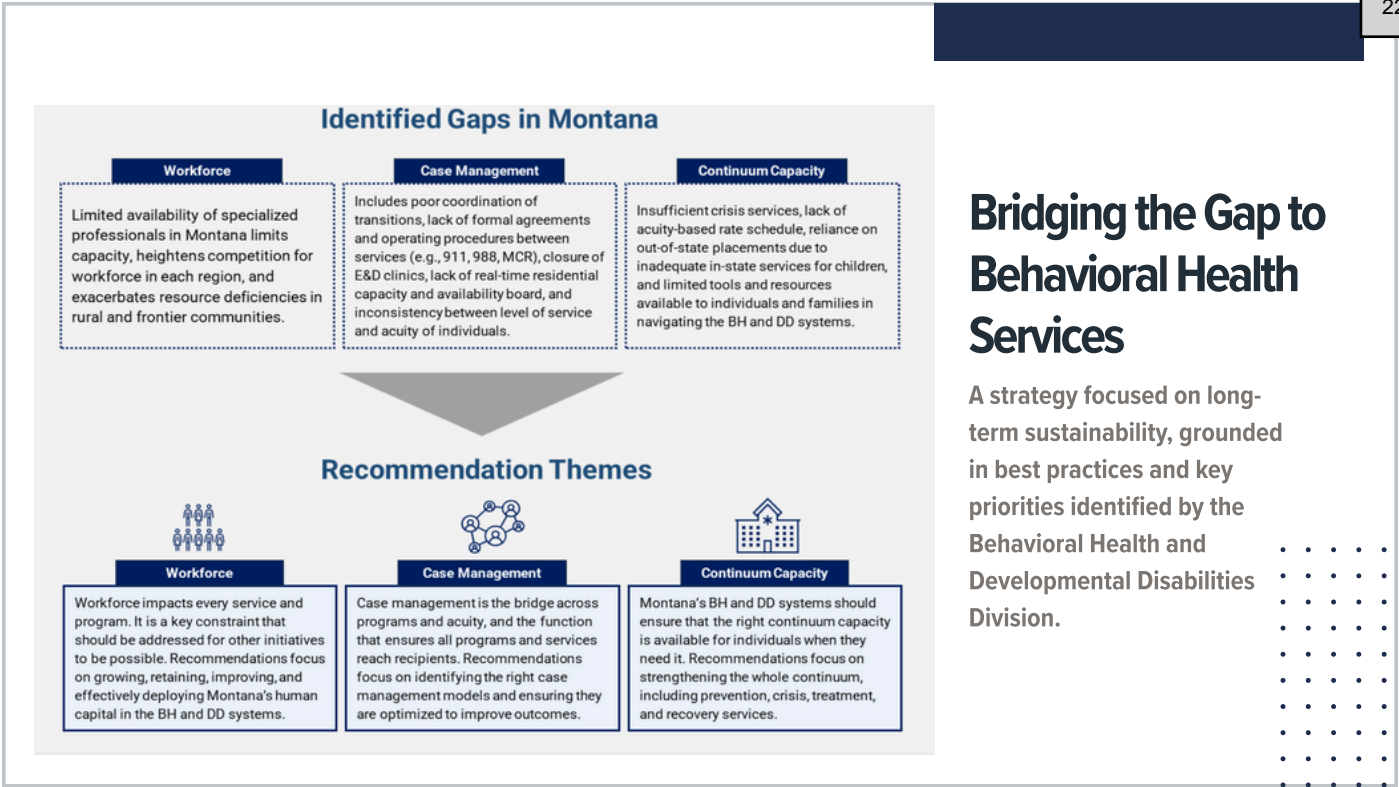 22
Identified Gaps in Montana
Workforce
Limited availability of specialized
professionals in Montana limits
capacity, heightens competition for
workforce in each region, and
exacerbates resource deficiencies in
rural and frontier communities.
Case Management
Includes poor coordination of
transitions, lack of formal agreements
and operating procedures between
services (e.g., 911, 988, MCR), closure of
E&D clinics, lack of real-time residential
capacity and availability board, and
inconsistency between level of service
and acuity of individuals.
Continuum Capacity
Insufficient crisis services, lack of
acuity-based rate schedule, reliance on
out-of-state placements due to
inadequate in-state services for children,
and limited tools and resources
available to individuals and families in
navigating the BH and DD systems.
Recommendation Themes
Workforce
Workforce impacts every service and
program. It is a key constraint that
should be addressed for other initiatives
to be possible. Recommendations focus
on growing, retaining, improving, and
effectively deploying Montana's human
capital in the BH and DD systems.
Case Management
Case management is the bridge across
programs and acuity, and the function
that ensures all programs and services
reach recipients. Recommendations
focus on identifying the right case
management models and ensuring they
are optimized to improve outcomes.
Continuum Capacity
Montana's BH and DD systems should
ensure that the right continuum capacity
is available for individuals when they
need it. Recommendations focus on
strengthening the whole continuum,
including prevention, crisis, treatment,
and recovery services.
Bridging the Gap to
Behavioral Health
Services
A strategy focused on long-
term sustainability, grounded
in best practices and key
priorities identified by the
Behavioral Health and
Developmental Disabilities
Division.